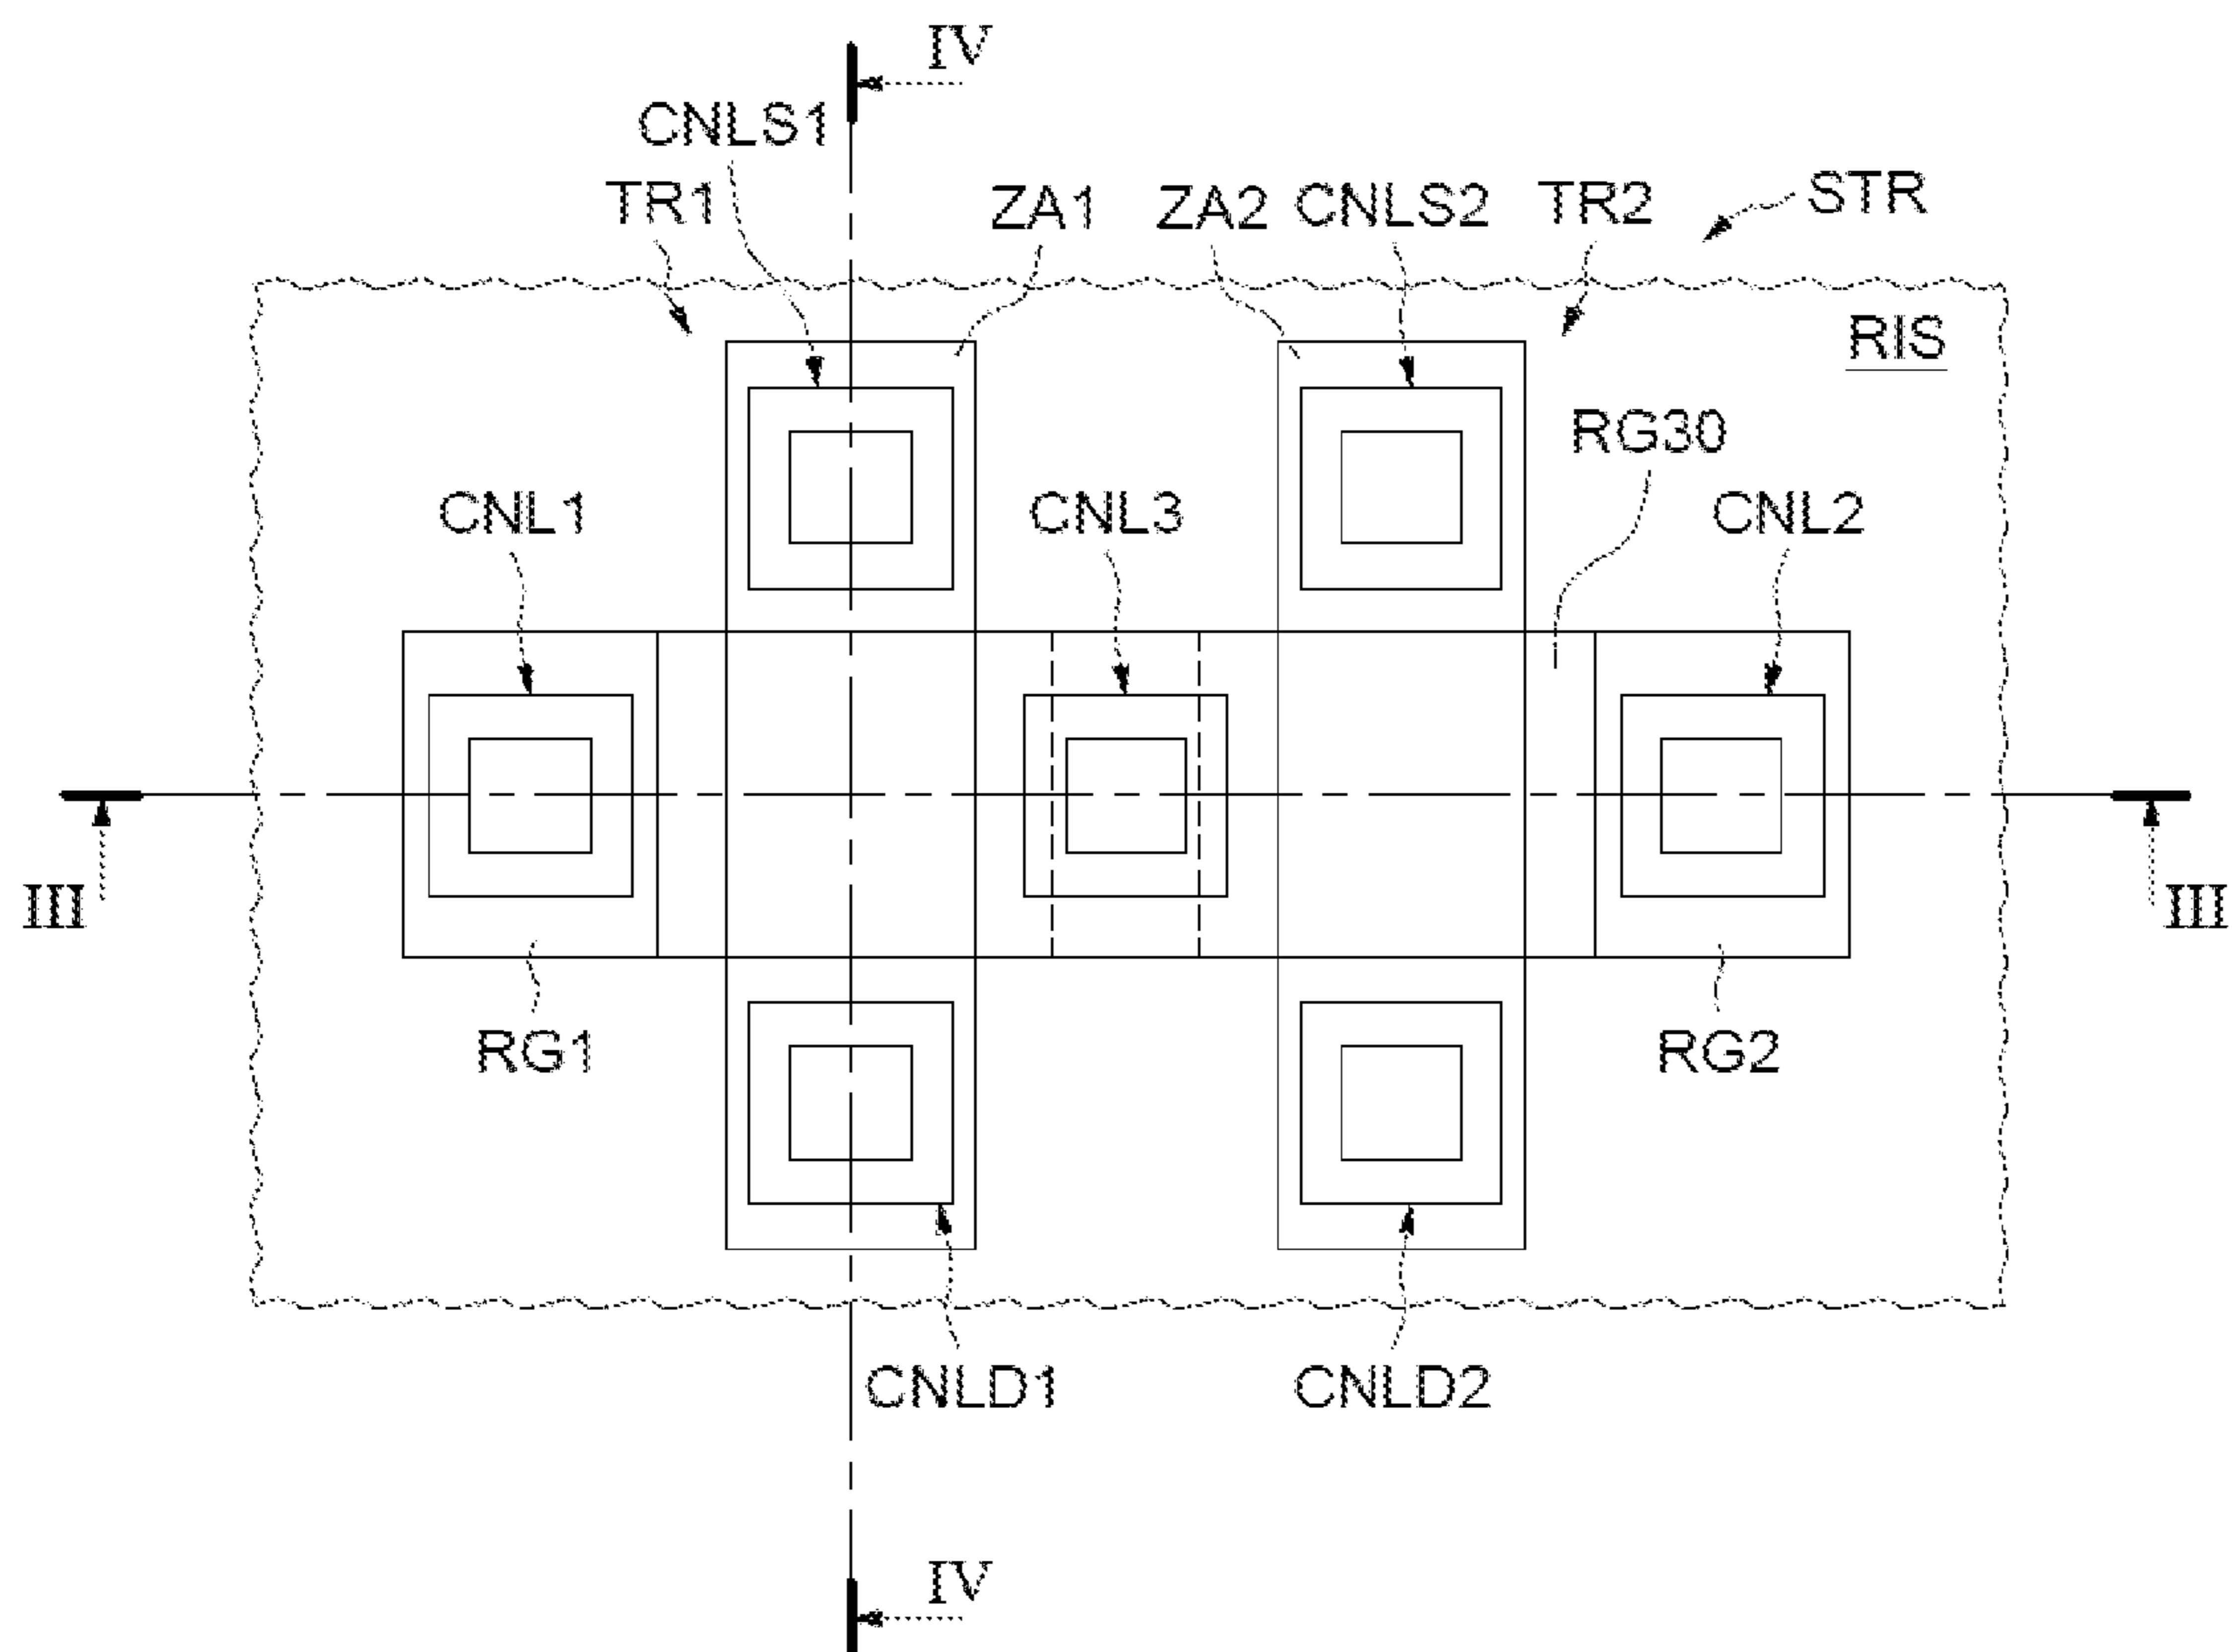 IV
CNLS1
TR1
ZA1
ZA2
CNLS2
TR2
STR
RIS
RG30
CNL1
CNL3
CNL2
III
III
RG1
RG2
CNLD1
CNLD2
IV